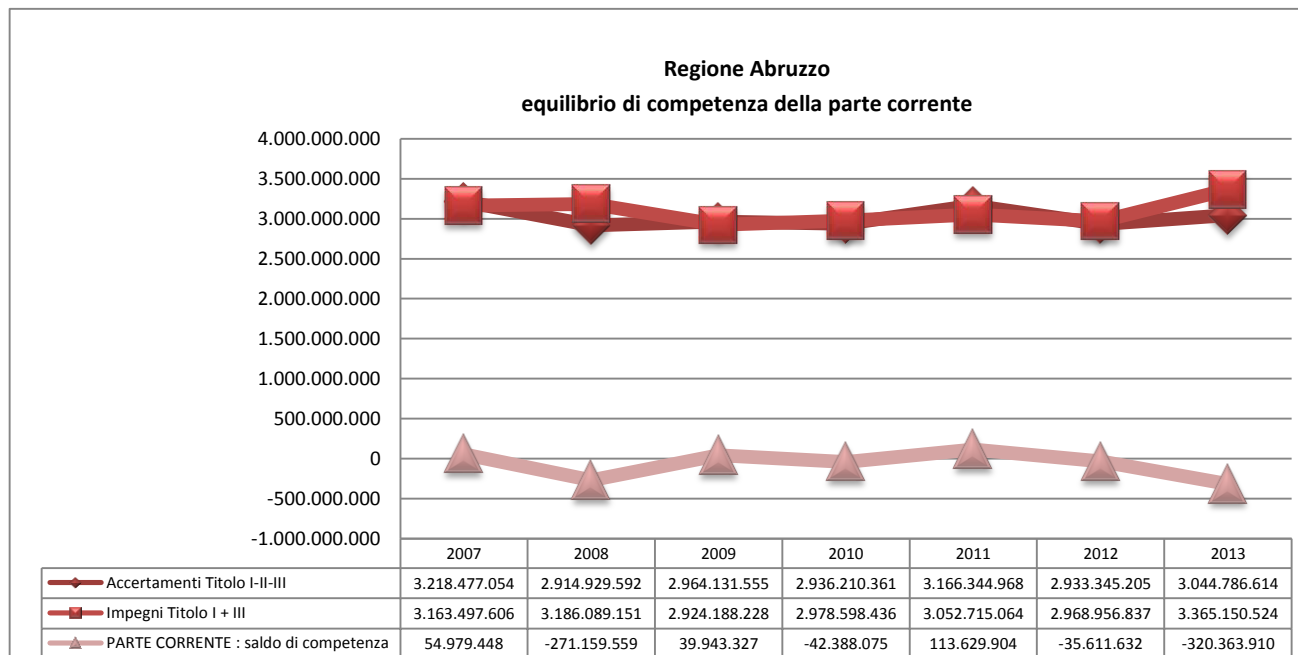 Regione Abruzzo
equilibrio di competenza della parte corrente
4.000.000.000
3.500.000.000
3.000.000.000
2.500.000.000
2.000.000.000
1.500.000.000
1.000.000.000
500.000.000
0
-500.000.000
-1.000.000.000
2007 2008 2009 2010 2011 2012 2013
Accertamenti Titolo I-II-III 3.218.477.054 2.914.929.592 2.964.131.555 2.936.210.361 3.166.344.968 2.933.345.205 3.044.786.614
Impegni Titolo I + III 3.163.497.606 3.186.089.151 2.924.188.228 2.978.598.436 3.052.715.064 2.968.956.837 3.365.150.524
PARTE CORRENTE : saldo di competenza 54.979.448 -271.159.559 39.943.327 -42.388.075 113.629.904 -35.611.632 -320.363.910